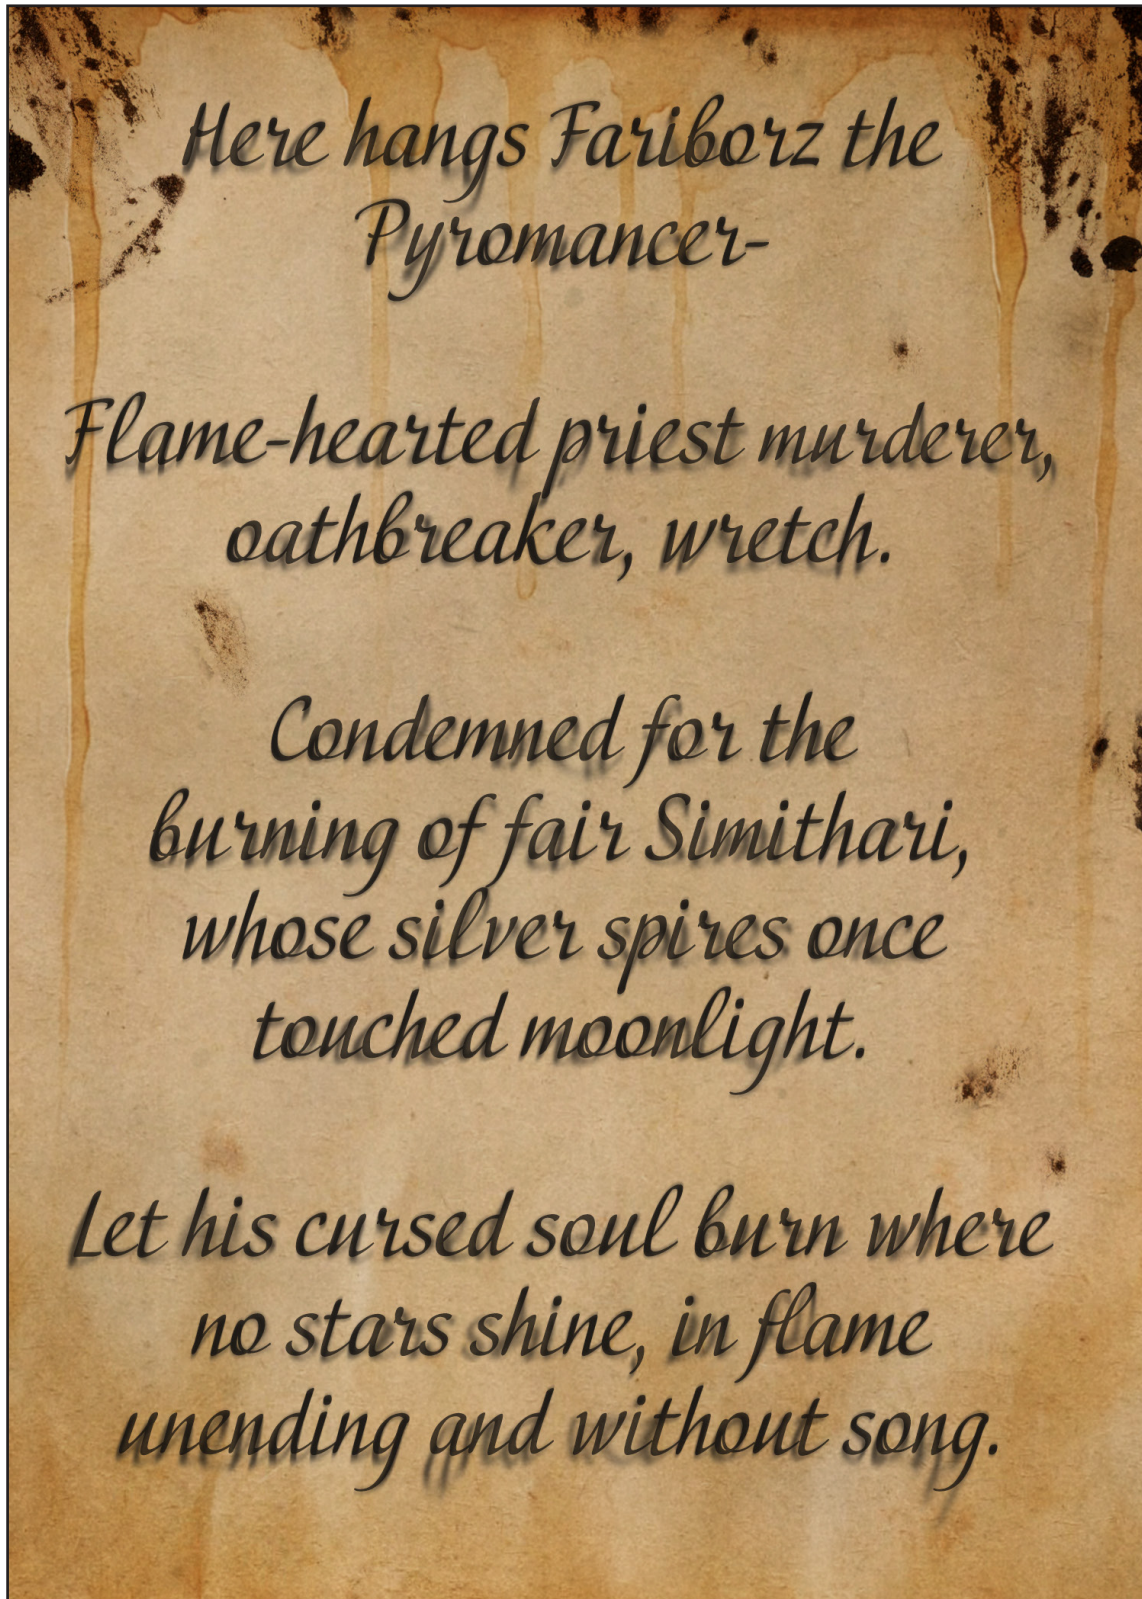 Here hangs Fariborz the
Pyromancer-
Flame-hearted priest murderer,
oathbreaker, wretch.
Condemned for the
burning of fair Simithari,
whose silver spires once
touched moonlight.
Let his cursed soul burn where
no stars shine, in flame
unending and without song.